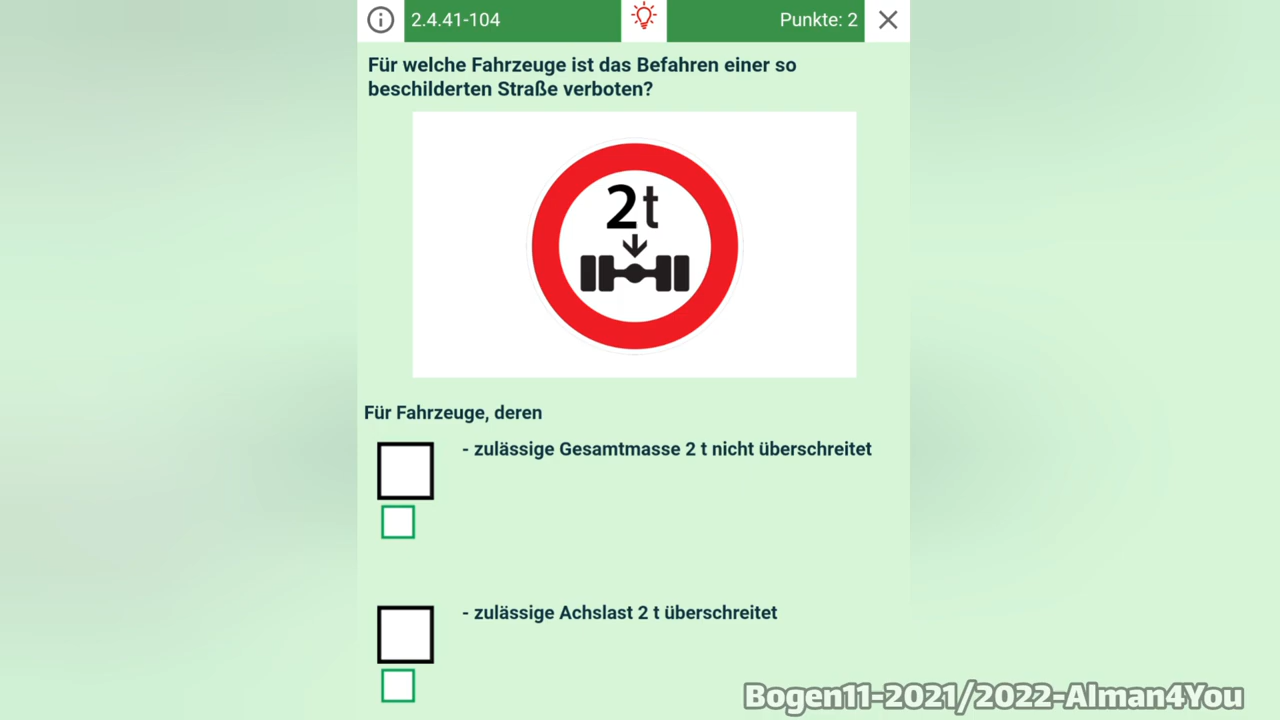 2.4.41-104
Punkte: 2
Für welche Fahrzeuge ist das Befahren einer so
beschilderten Straße verboten?
2t
Für Fahrzeuge, deren
- zulässige Gesamtmasse 2 t nicht überschreitet
- zulässige Achslast 2 t überschreitet
Bogen11-2021/2022-Alman4You